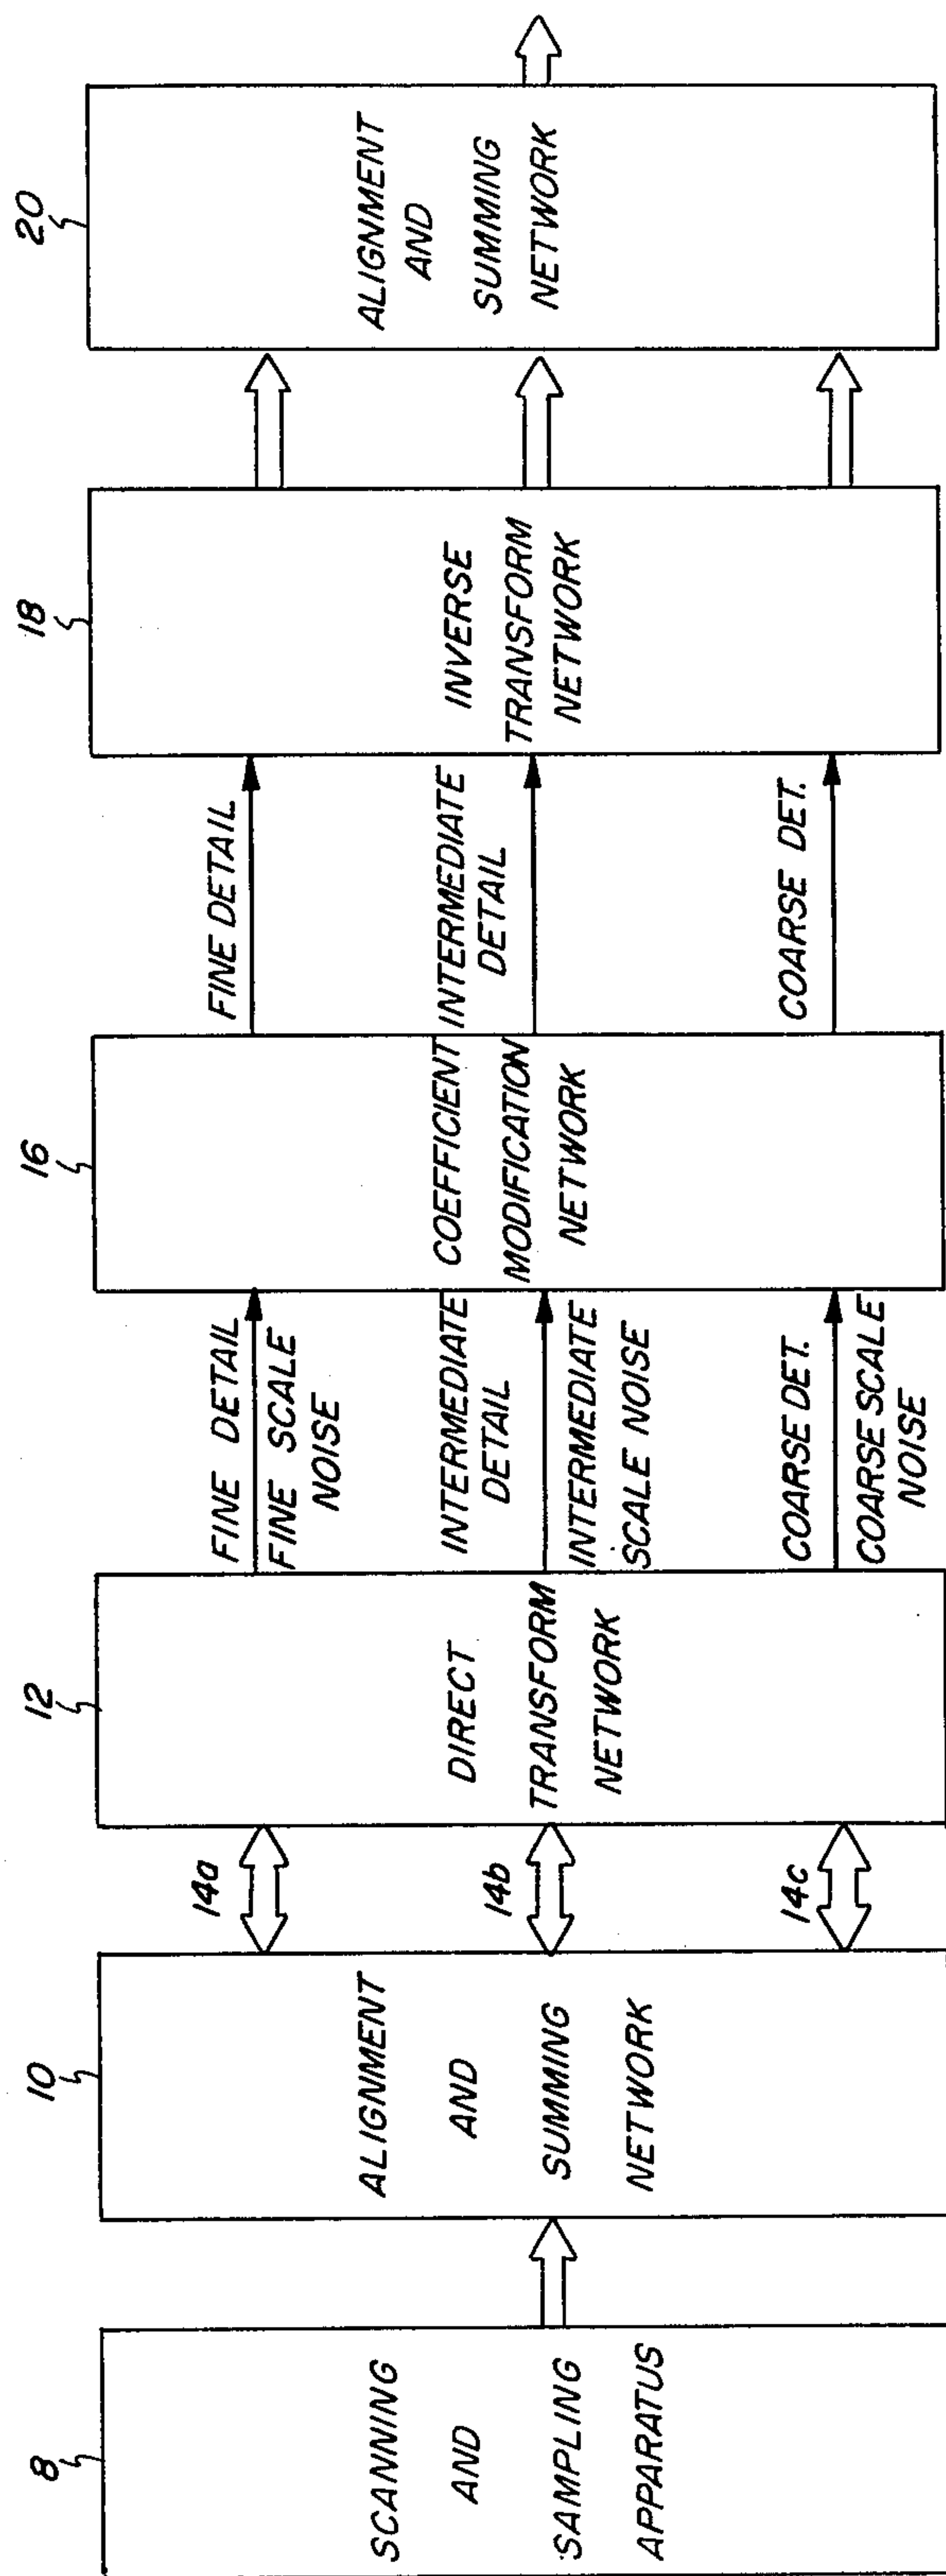 8
SCANNING
AND
SAMPLING
APPARATUS
10
ALIGNMENT
AND
SUMMING
NETWORK
14a
14b
14c
12
DIRECT
TRANSFORM
NETWORK
FINE DETAIL
FINE SCALE
NOISE
INTERMEDIATE
DETAIL
INTERMEDIATE
SCALE NOISE
COARSE DET.
COARSE SCALE
NOISE
16
COEFFICIENT
MODIFICATION
NETWORK
FINE DETAIL
INTERMEDIATE
DETAIL
COARSE DET.
18
INVERSE
TRANSFORM
NETWORK
20
ALIGNMENT
AND
SUMMING
NETWORK